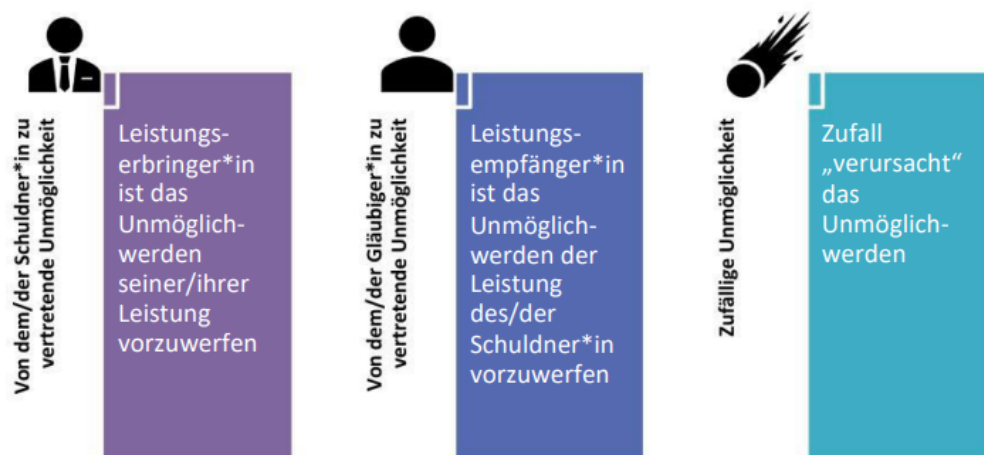 Von dem/der Schuldner*in zu
vertretende Unmöglichkeit
Leistungs-
erbringer*in
ist das
Unmöglich-
werden
seiner/ihrer
Leistung
vorzuwerfen
Von dem/der Gläubiger*in zu
vertretende Unmöglichkeit
Leistungs-
empfänger*in
ist das
Unmöglich-
werden der
Leistung
des/der
Schuldner*in
vorzuwerfen
Zufällige Unmöglichkeit
Zufall
„verursacht“
das
Unmöglich-
werden